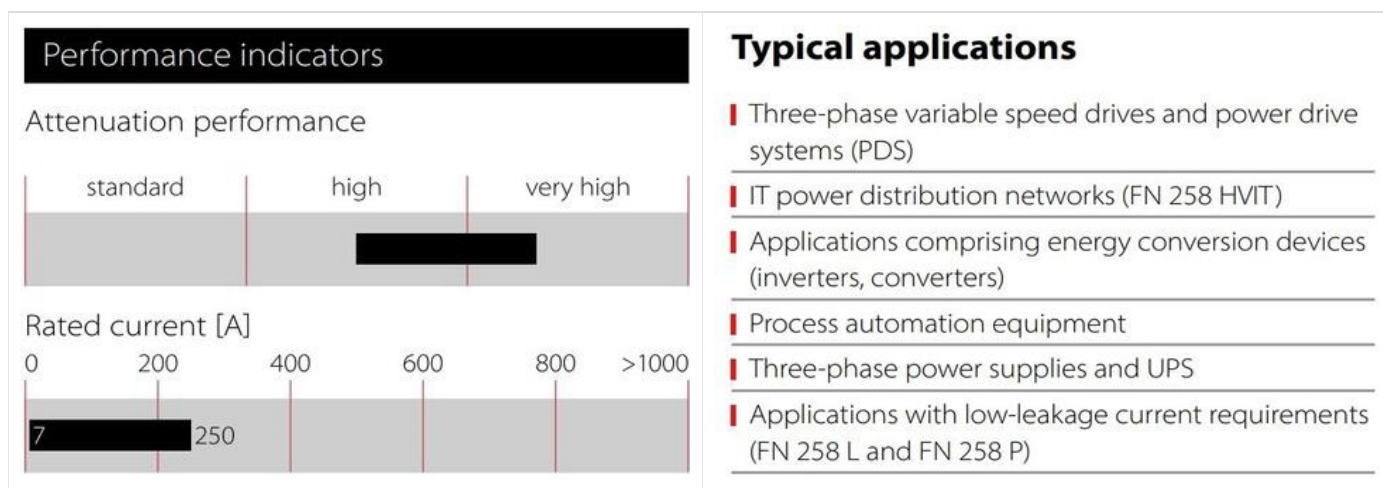 Performance indicators
Attenuation performance
standard high very high
Rated current [A]
0 200 400 600 800 >1000
7 250
Typical applications
Three-phase variable speed drives and power drive
systems (PDS)
IT power distribution networks (FN 258 HVIT)
Applications comprising energy conversion devices
(inverters, converters)
Process automation equipment
Three-phase power supplies and UPS
Applications with low-leakage current requirements
(FN 258 L and FN 258 P)